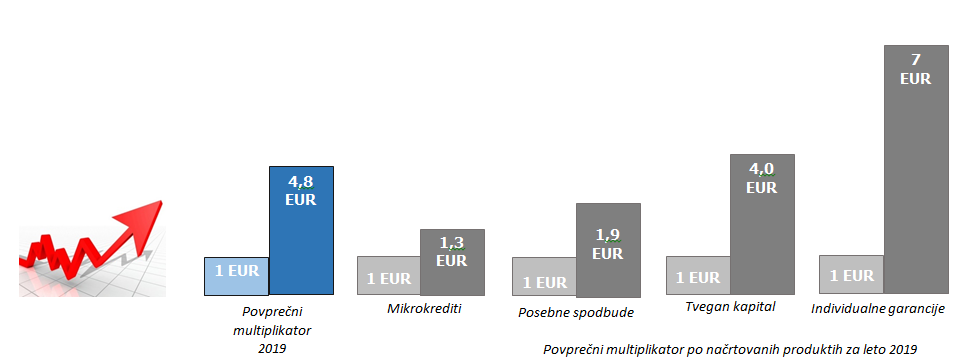 1 EUR
4,8
EUR
Povprečni
multiplikator
2019
1 EUR
1,3
EUR
Mikrokrediti
1 EUR
1,9
EUR
Posebne spodbude
1 EUR
4,0
EUR
Tvegan kapital
1 EUR
7
EUR
Individualne garancije
Povprečni multiplikator po načrtovanih produktih za leto 2019